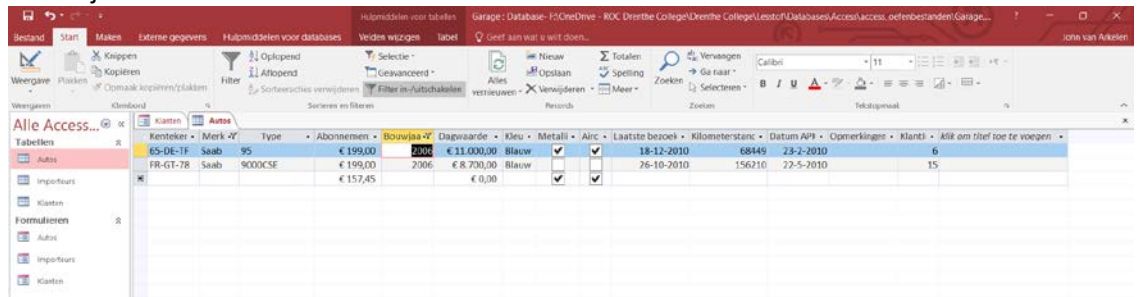 Hulpmiddelen voor tabellen Garage : Database- F:\OneDrive - ROC Drenthe College\Drenthe College\Lesstof\Databases\Access\access_oefenbestanden\Garage.... ?
Bestand Start Maken Externe gegevens Hulpmiddelen voor databases Velden wijzigen Tabel Geef aan wat u wilt doen... John van Arkelen
Weergave Plakken Knippen Kopiëren Opmaak kopiëren/plakken
Filter Oplopend Aflopend Sorteeracties verwijderen Selectie Geavanceerd Filter in-/uitschakelen
Alles vernieuwen Nieuw Opslaan Verwijderen Totalen Spelling Meer
Zoeken Vervangen Ga naar Selecteren Calibri 11 B I U A
Weergaven Klembord Sorteren en filteren Records Zoeken Tekstopmaak
Alle Access... Klanten Autos
Tabellen Kenteker Merk Type Abonnemen Bouwjaa Dagwaarde Kleu Metalli Airc Laatste bezoek Kilometerstanc Datum APK Opmerkinger Klanti Klik om titel toe te voegen
Autos 65-DE-TF Saab 95 € 199,00 2006 € 11.000,00 Blauw 18-12-2010 68449 23-2-2010 6
FR-GT-78 Saab 9000CSE € 199,00 2006 € 8.700,00 Blauw 26-10-2010 156210 22-5-2010 15
Importeurs € 157,45 € 0,00
Klanten
Formulieren
Autos
Importeurs
Klanten